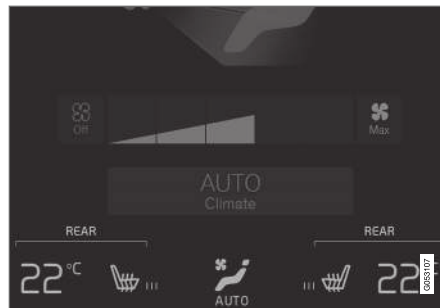 Off
Max
AUTO
Climate
REAR
REAR
22°C
AUTO
22°
G053107